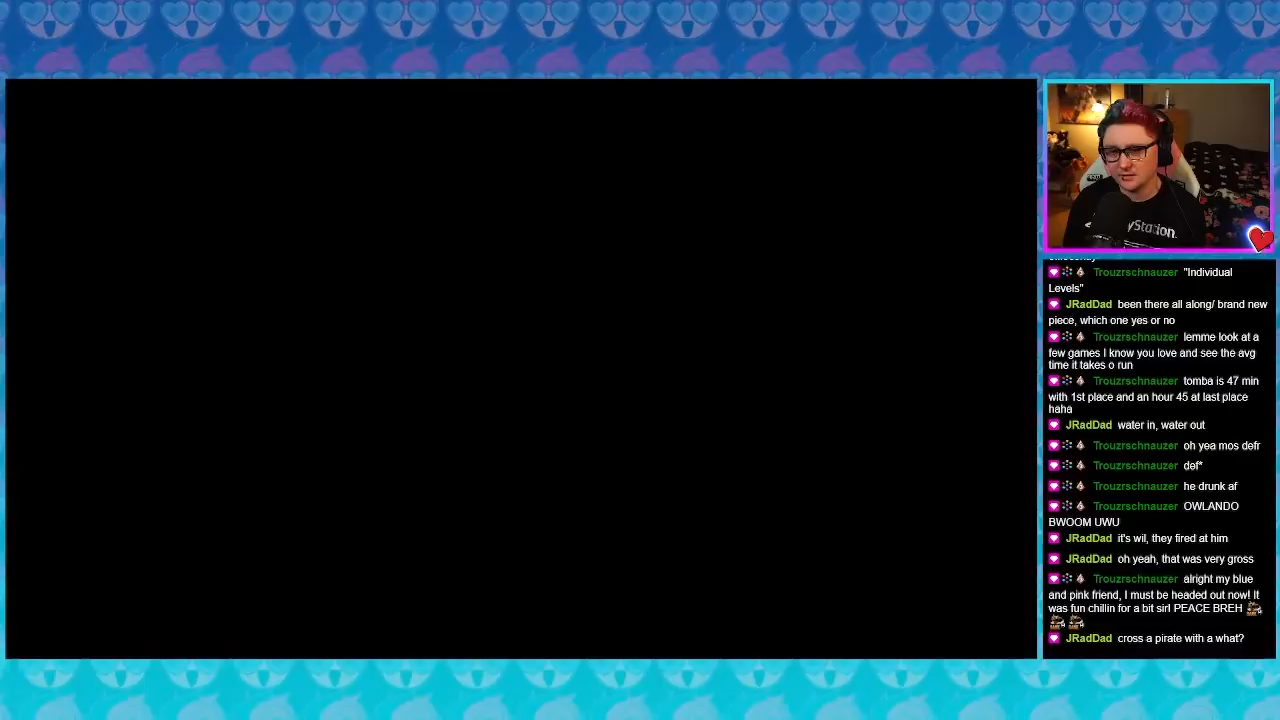 yStation.
Trouzrschnauzer "Individual
Levels"
JRadDad been there all along/ brand new
piece, which one yes or no
Trouzrschnauzer lemme look at a
few games I know you love and see the avg
time it takes o run
Trouzrschnauzer tomba is 47 min
with 1st place and an hour 45 at last place
haha
JRadDad water in, water out
Trouzrschnauzer oh yea mos defr
Trouzrschnauzer def*
Trouzrschnauzer he drunk af
Trouzrschnauzer OWLANDO
BWOOM UWU
JRadDad it's wil, they fired at him
JRadDad oh yeah, that was very gross
Trouzrschnauzer alright my blue
and pink friend, I must be headed out now! It
was fun chillin for a bit sir! PEACE BREH
JRadDad cross a pirate with a what?